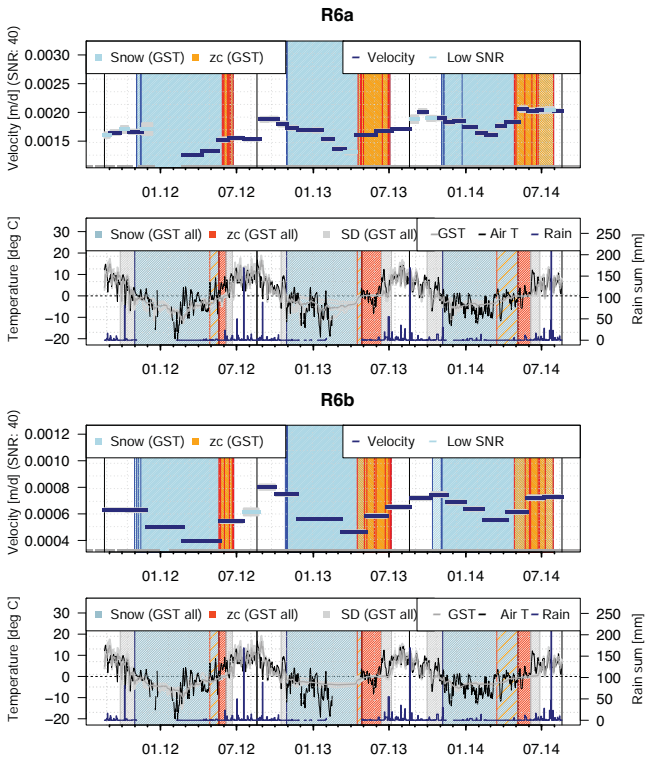 R6a
Velocity [m/d] (SNR: 40)
0.0030
0.0025
0.0020
0.0015
Snow (GST)
zc (GST)
Velocity
Low SNR
01.12
07.12
01.13
07.13
01.14
07.14
Temperature [deg C]
30
20
10
0
−10
−20
Snow (GST all)
zc (GST all)
SD (GST all)
GST
Air T
Rain
250
200
150
100
50
0
Rain sum [mm]
01.12
07.12
01.13
07.13
01.14
07.14
R6b
Velocity [m/d] (SNR: 40)
0.0012
0.0010
0.0008
0.0006
0.0004
Snow (GST)
zc (GST)
Velocity
Low SNR
01.12
07.12
01.13
07.13
01.14
07.14
Temperature [deg C]
30
20
10
0
−10
−20
Snow (GST all)
zc (GST all)
SD (GST all)
GST
Air T
Rain
250
200
150
100
50
0
Rain sum [mm]
01.12
07.12
01.13
07.13
01.14
07.14